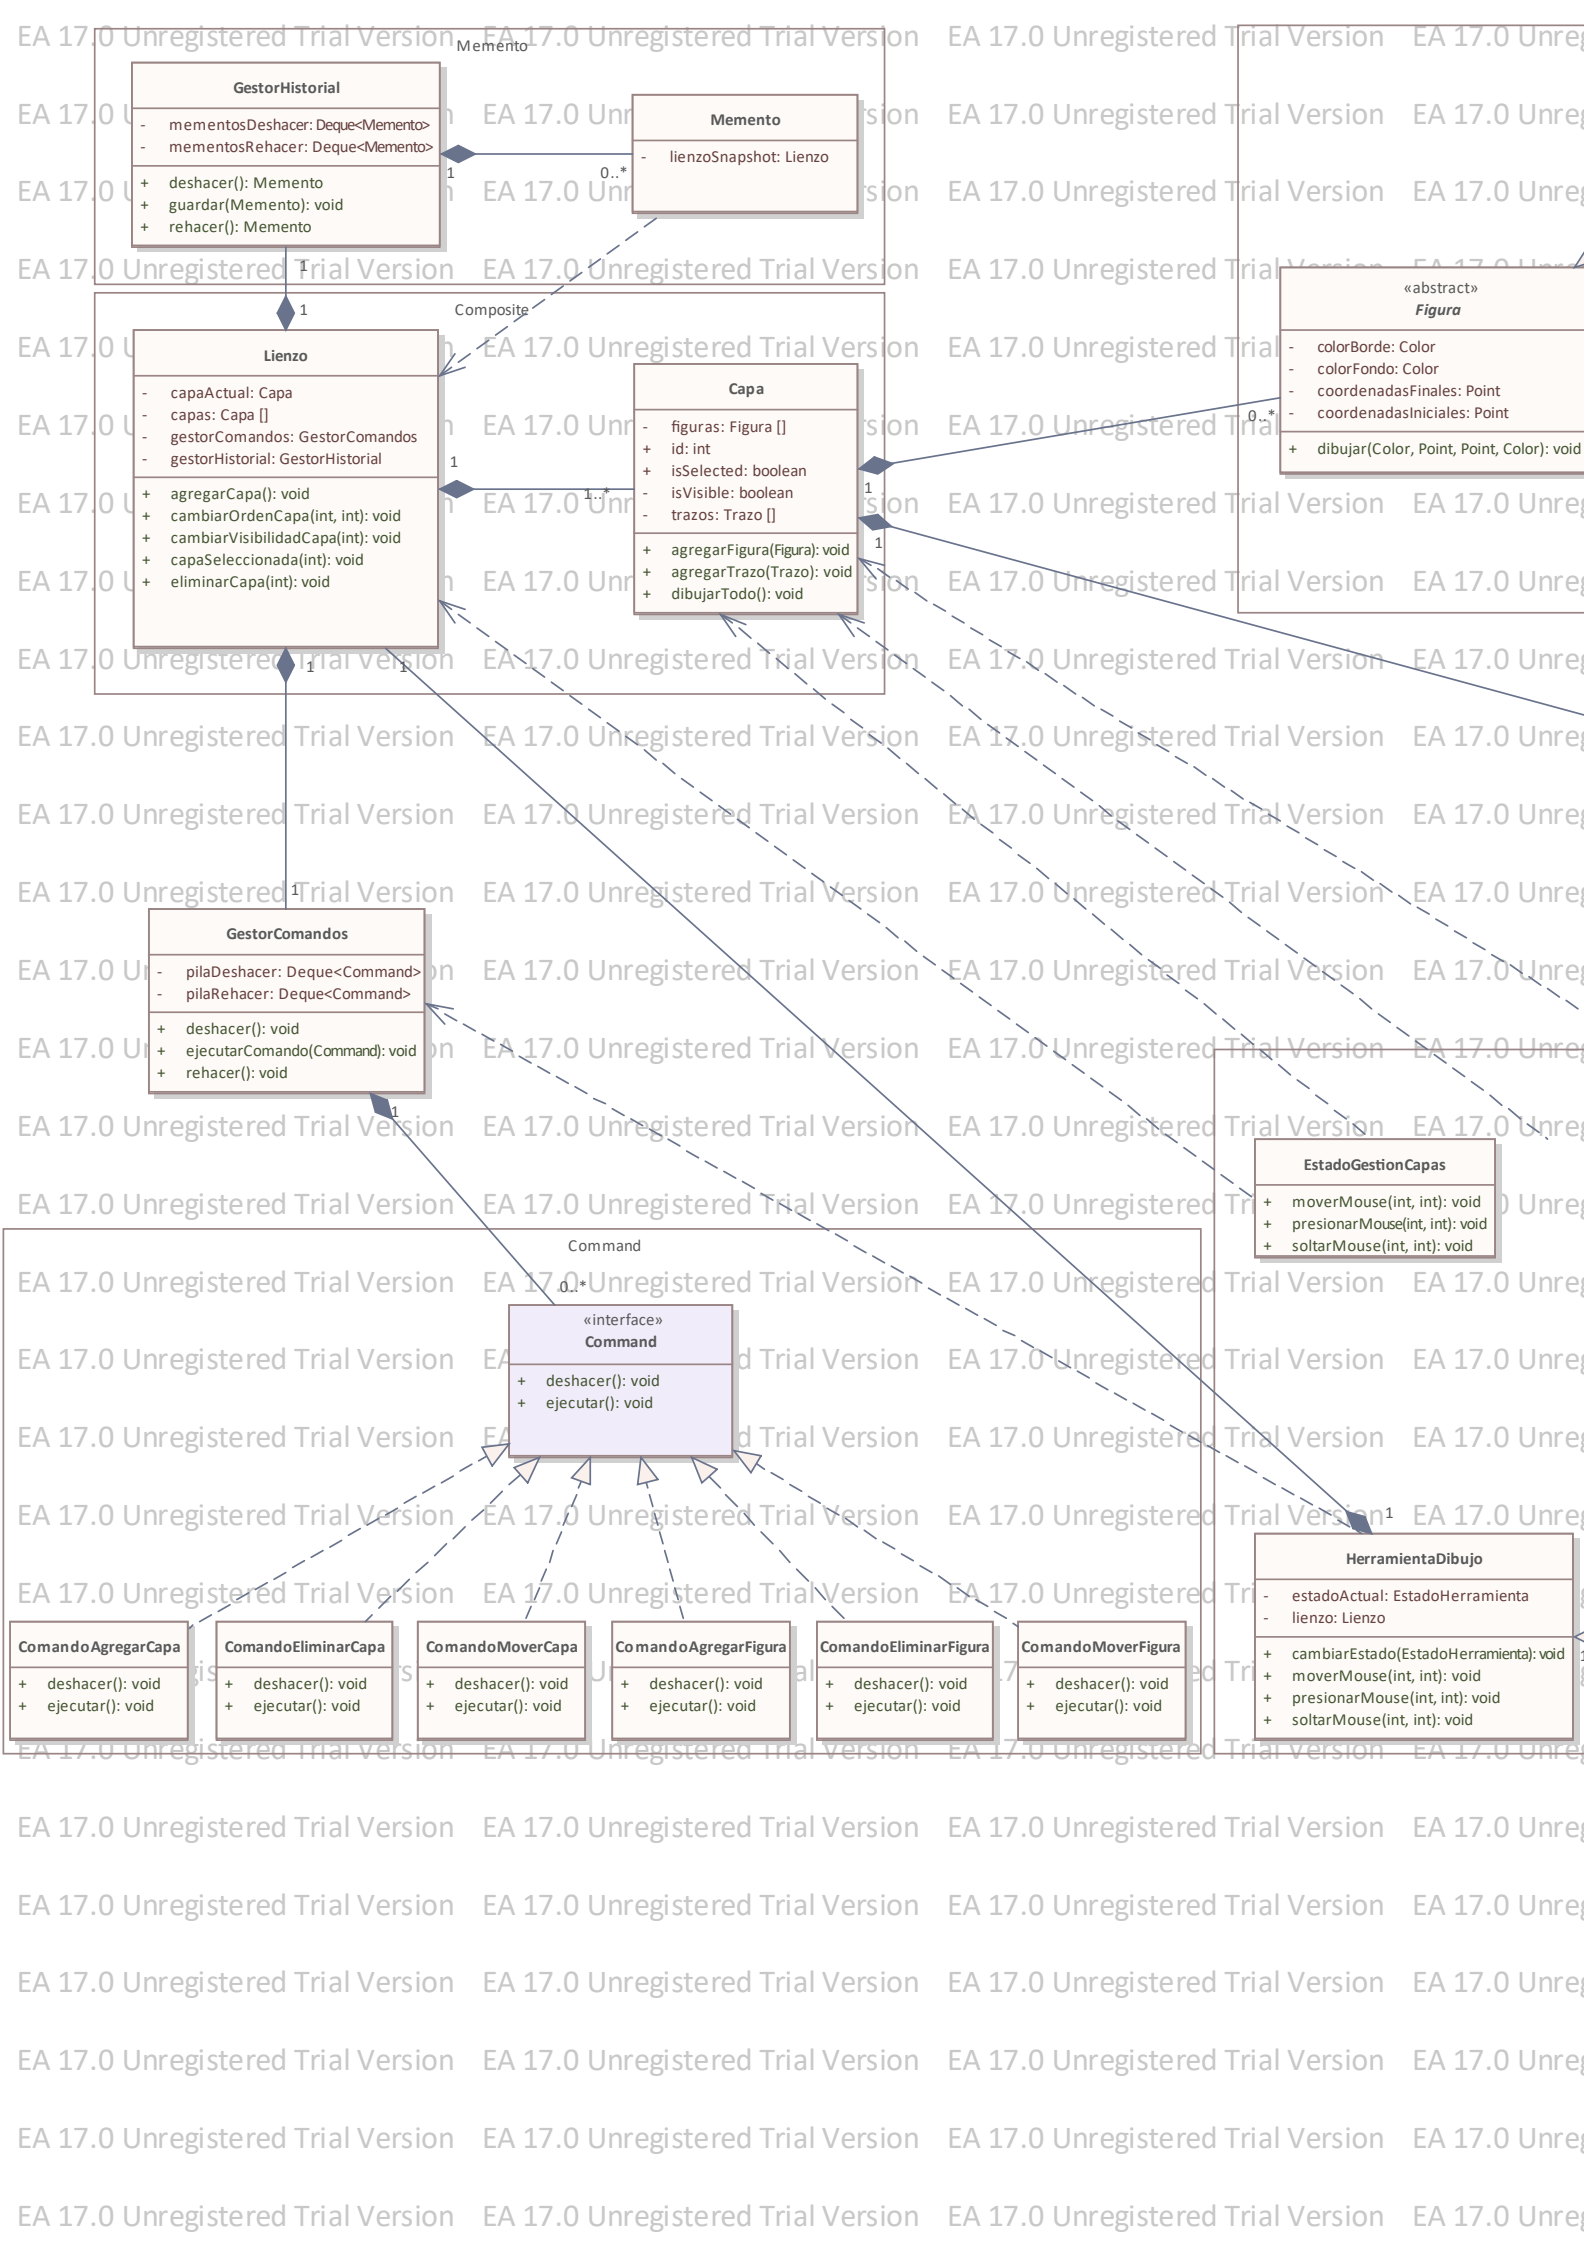 Memento
GestorHistorial
- mementosDeshacer: Deque<Memento>
- mementosRehacer: Deque<Memento>
+ deshacer(): Memento
+ guardar(Memento): void
+ rehacer(): Memento
Memento
- lienzoSnapshot: Lienzo
1
0..*
1
1
Composite
Lienzo
- capaActual: Capa
- capas: Capa []
- gestorComandos: GestorComandos
- gestorHistorial: GestorHistorial
+ agregarCapa(): void
+ cambiarOrdenCapa(int, int): void
+ cambiarVisibilidadCapa(int): void
+ capaSeleccionada(int): void
+ eliminarCapa(int): void
1
1..*
Capa
- figuras: Figura []
+ id: int
+ isSelected: boolean
- isVisible: boolean
- trazos: Trazo []
+ agregarFigura(Figura): void
+ agregarTrazo(Trazo): void
+ dibujarTodo(): void
1
1
0..*
«abstract»
Figura
- colorBorde: Color
- colorFondo: Color
- coordenadasFinales: Point
- coordenadasIniciales: Point
+ dibujar(Color, Point, Point, Color): void
1
1
1
GestorComandos
- pilaDeshacer: Deque<Command>
- pilaRehacer: Deque<Command>
+ deshacer(): void
+ ejecutarComando(Command): void
+ rehacer(): void
1
EstadoGestionCapas
+ moverMouse(int, int): void
+ presionarMouse(int, int): void
+ soltarMouse(int, int): void
Command
0..*
«interface»
Command
+ deshacer(): void
+ ejecutar(): void
1
HerramientaDibujo
- estadoActual: EstadoHerramienta
- lienzo: Lienzo
+ cambiarEstado(EstadoHerramienta): void
+ moverMouse(int, int): void
+ presionarMouse(int, int): void
+ soltarMouse(int, int): void
ComandoAgregarCapa
+ deshacer(): void
+ ejecutar(): void
ComandoEliminarCapa
+ deshacer(): void
+ ejecutar(): void
ComandoMoverCapa
+ deshacer(): void
+ ejecutar(): void
ComandoAgregarFigura
+ deshacer(): void
+ ejecutar(): void
ComandoEliminarFigura
+ deshacer(): void
+ ejecutar(): void
ComandoMoverFigura
+ deshacer(): void
+ ejecutar(): void
EA 17.0 Unregistered Trial Version